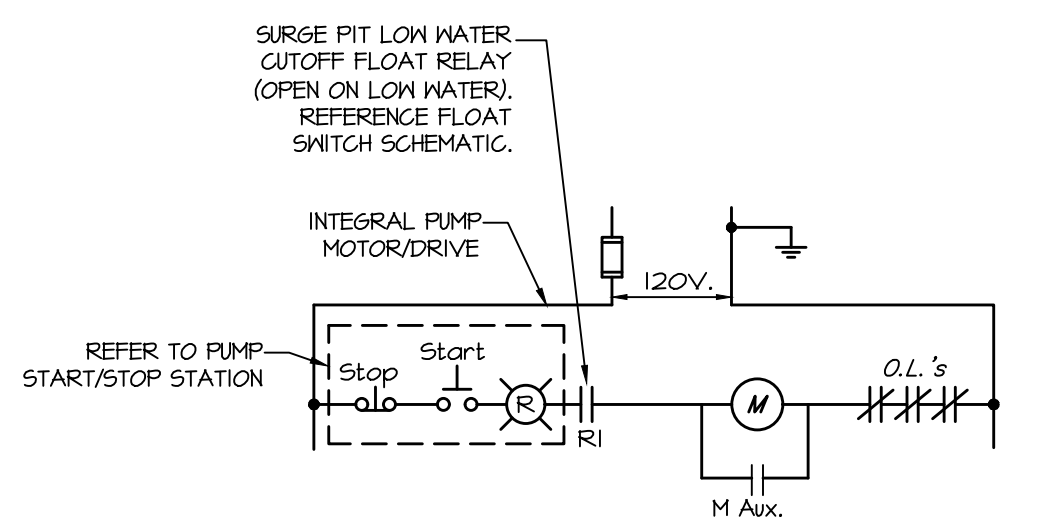 SURGE PIT LOW WATER
CUTOFF FLOAT RELAY
(OPEN ON LOW WATER).
REFERENCE FLOAT
SWITCH SCHEMATIC.
INTEGRAL PUMP
MOTOR/DRIVE
120V.
REFER TO PUMP
START/STOP STATION
Stop
Start
R
R1
M
O.L.'s
M Aux.